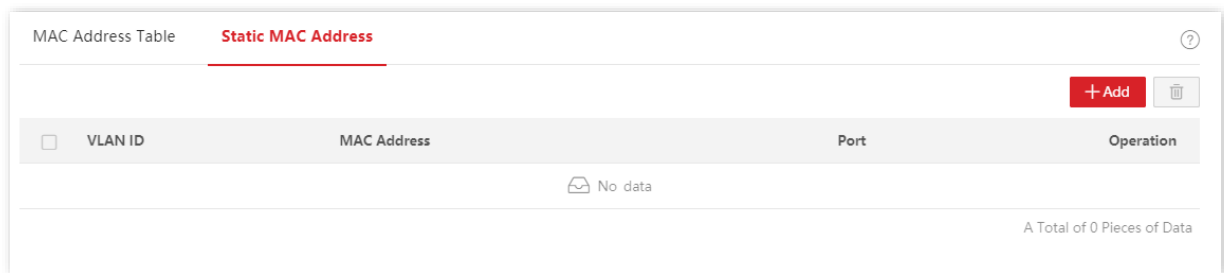 MAC Address Table Static MAC Address ?
+ Add
VLAN ID MAC Address Port Operation
No data
A Total of 0 Pieces of Data